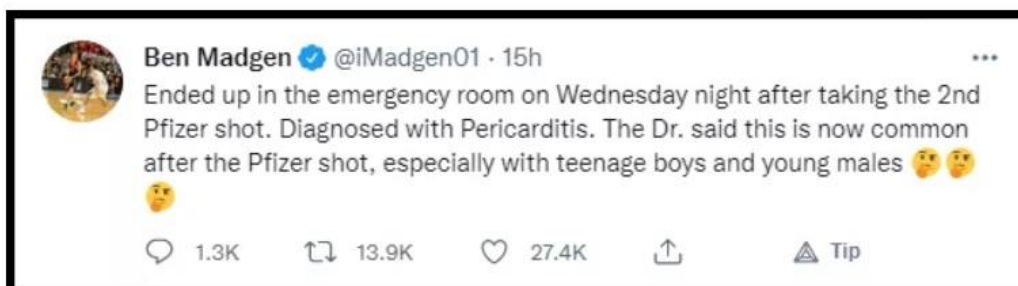 Ben Madgen @iMadgen01 · 15h
Ended up in the emergency room on Wednesday night after taking the 2nd
Pfizer shot. Diagnosed with Pericarditis. The Dr. said this is now common
after the Pfizer shot, especially with teenage boys and young males 🤔🤔
🤔
1.3K 13.9K 27.4K Tip